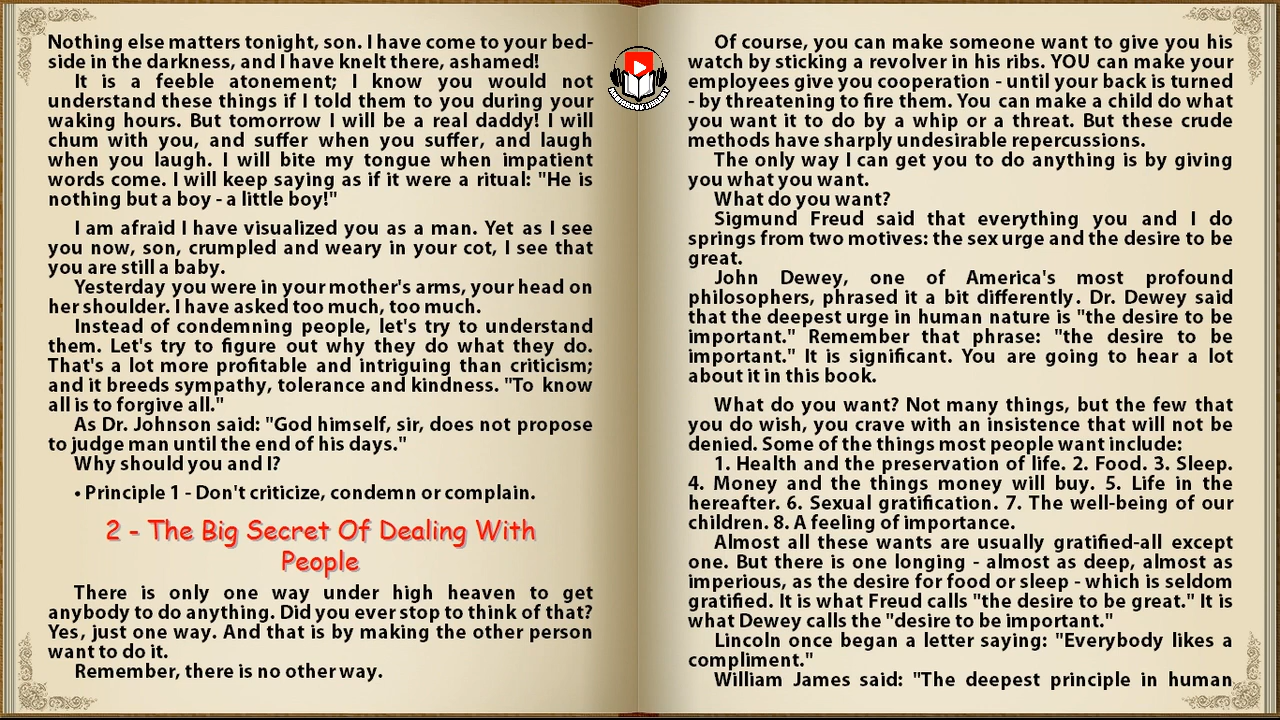 Nothing else matters tonight, son. I have come to your bed-
side in the darkness, and I have knelt there, ashamed!
It is a feeble atonement; I know you would not
understand these things if I told them to you during your
waking hours. But tomorrow I will be a real daddy! I will
chum with you, and suffer when you suffer, and laugh
when you laugh. I will bite my tongue when impatient
words come. I will keep saying as if it were a ritual: "He is
nothing but a boy - a little boy!"
I am afraid I have visualized you as a man. Yet as I see
you now, son, crumpled and weary in your cot, I see that
you are still a baby.
Yesterday you were in your mother's arms, your head on
her shoulder. I have asked too much, too much.
Instead of condemning people, let's try to understand
them. Let's try to figure out why they do what they do.
That's a lot more profitable and intriguing than criticism;
and it breeds sympathy, tolerance and kindness. "To know
all is to forgive all."
As Dr. Johnson said: "God himself, sir, does not propose
to judge man until the end of his days."
Why should you and I?
• Principle 1 - Don't criticize, condemn or complain.
2 - The Big Secret Of Dealing With
People
There is only one way under high heaven to get
anybody to do anything. Did you ever stop to think of that?
Yes, just one way. And that is by making the other person
want to do it.
Remember, there is no other way.
Of course, you can make someone want to give you his
watch by sticking a revolver in his ribs. YOU can make your
employees give you cooperation - until your back is turned
- by threatening to fire them. You can make a child do what
you want it to do by a whip or a threat. But these crude
methods have sharply undesirable repercussions.
The only way I can get you to do anything is by giving
you what you want.
What do you want?
Sigmund Freud said that everything you and I do
springs from two motives: the sex urge and the desire to be
great.
John Dewey, one of America's most profound
philosophers, phrased it a bit differently. Dr. Dewey said
that the deepest urge in human nature is "the desire to be
important." Remember that phrase: "the desire to be
important." It is significant. You are going to hear a lot
about it in this book.
What do you want? Not many things, but the few that
you do wish, you crave with an insistence that will not be
denied. Some of the things most people want include:
1. Health and the preservation of life. 2. Food. 3. Sleep.
4. Money and the things money will buy. 5. Life in the
hereafter. 6. Sexual gratification. 7. The well-being of our
children. 8. A feeling of importance.
Almost all these wants are usually gratified-all except
one. But there is one longing - almost as deep, almost as
imperious, as the desire for food or sleep - which is seldom
gratified. It is what Freud calls "the desire to be great." It is
what Dewey calls the "desire to be important."
Lincoln once began a letter saying: "Everybody likes a
compliment."
William James said: "The deepest principle in human